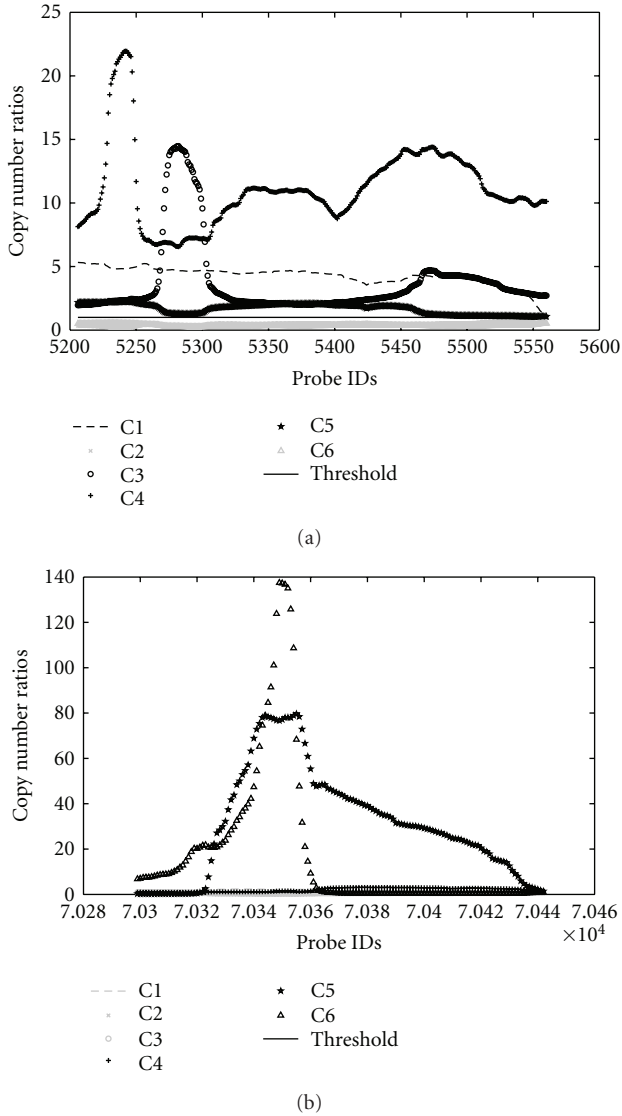 25
20
15
10
5
0
Copy number ratios
5200 5250 5300 5350 5400 5450 5500 5550 5600
Probe IDs
C1
C2
C3
C4
C5
C6
Threshold
(a)
140
120
100
80
60
40
20
0
Copy number ratios
7.028 7.03 7.032 7.034 7.036 7.038 7.04 7.042 7.044 7.046
×10⁴
Probe IDs
C1
C2
C3
C4
C5
C6
Threshold
(b)